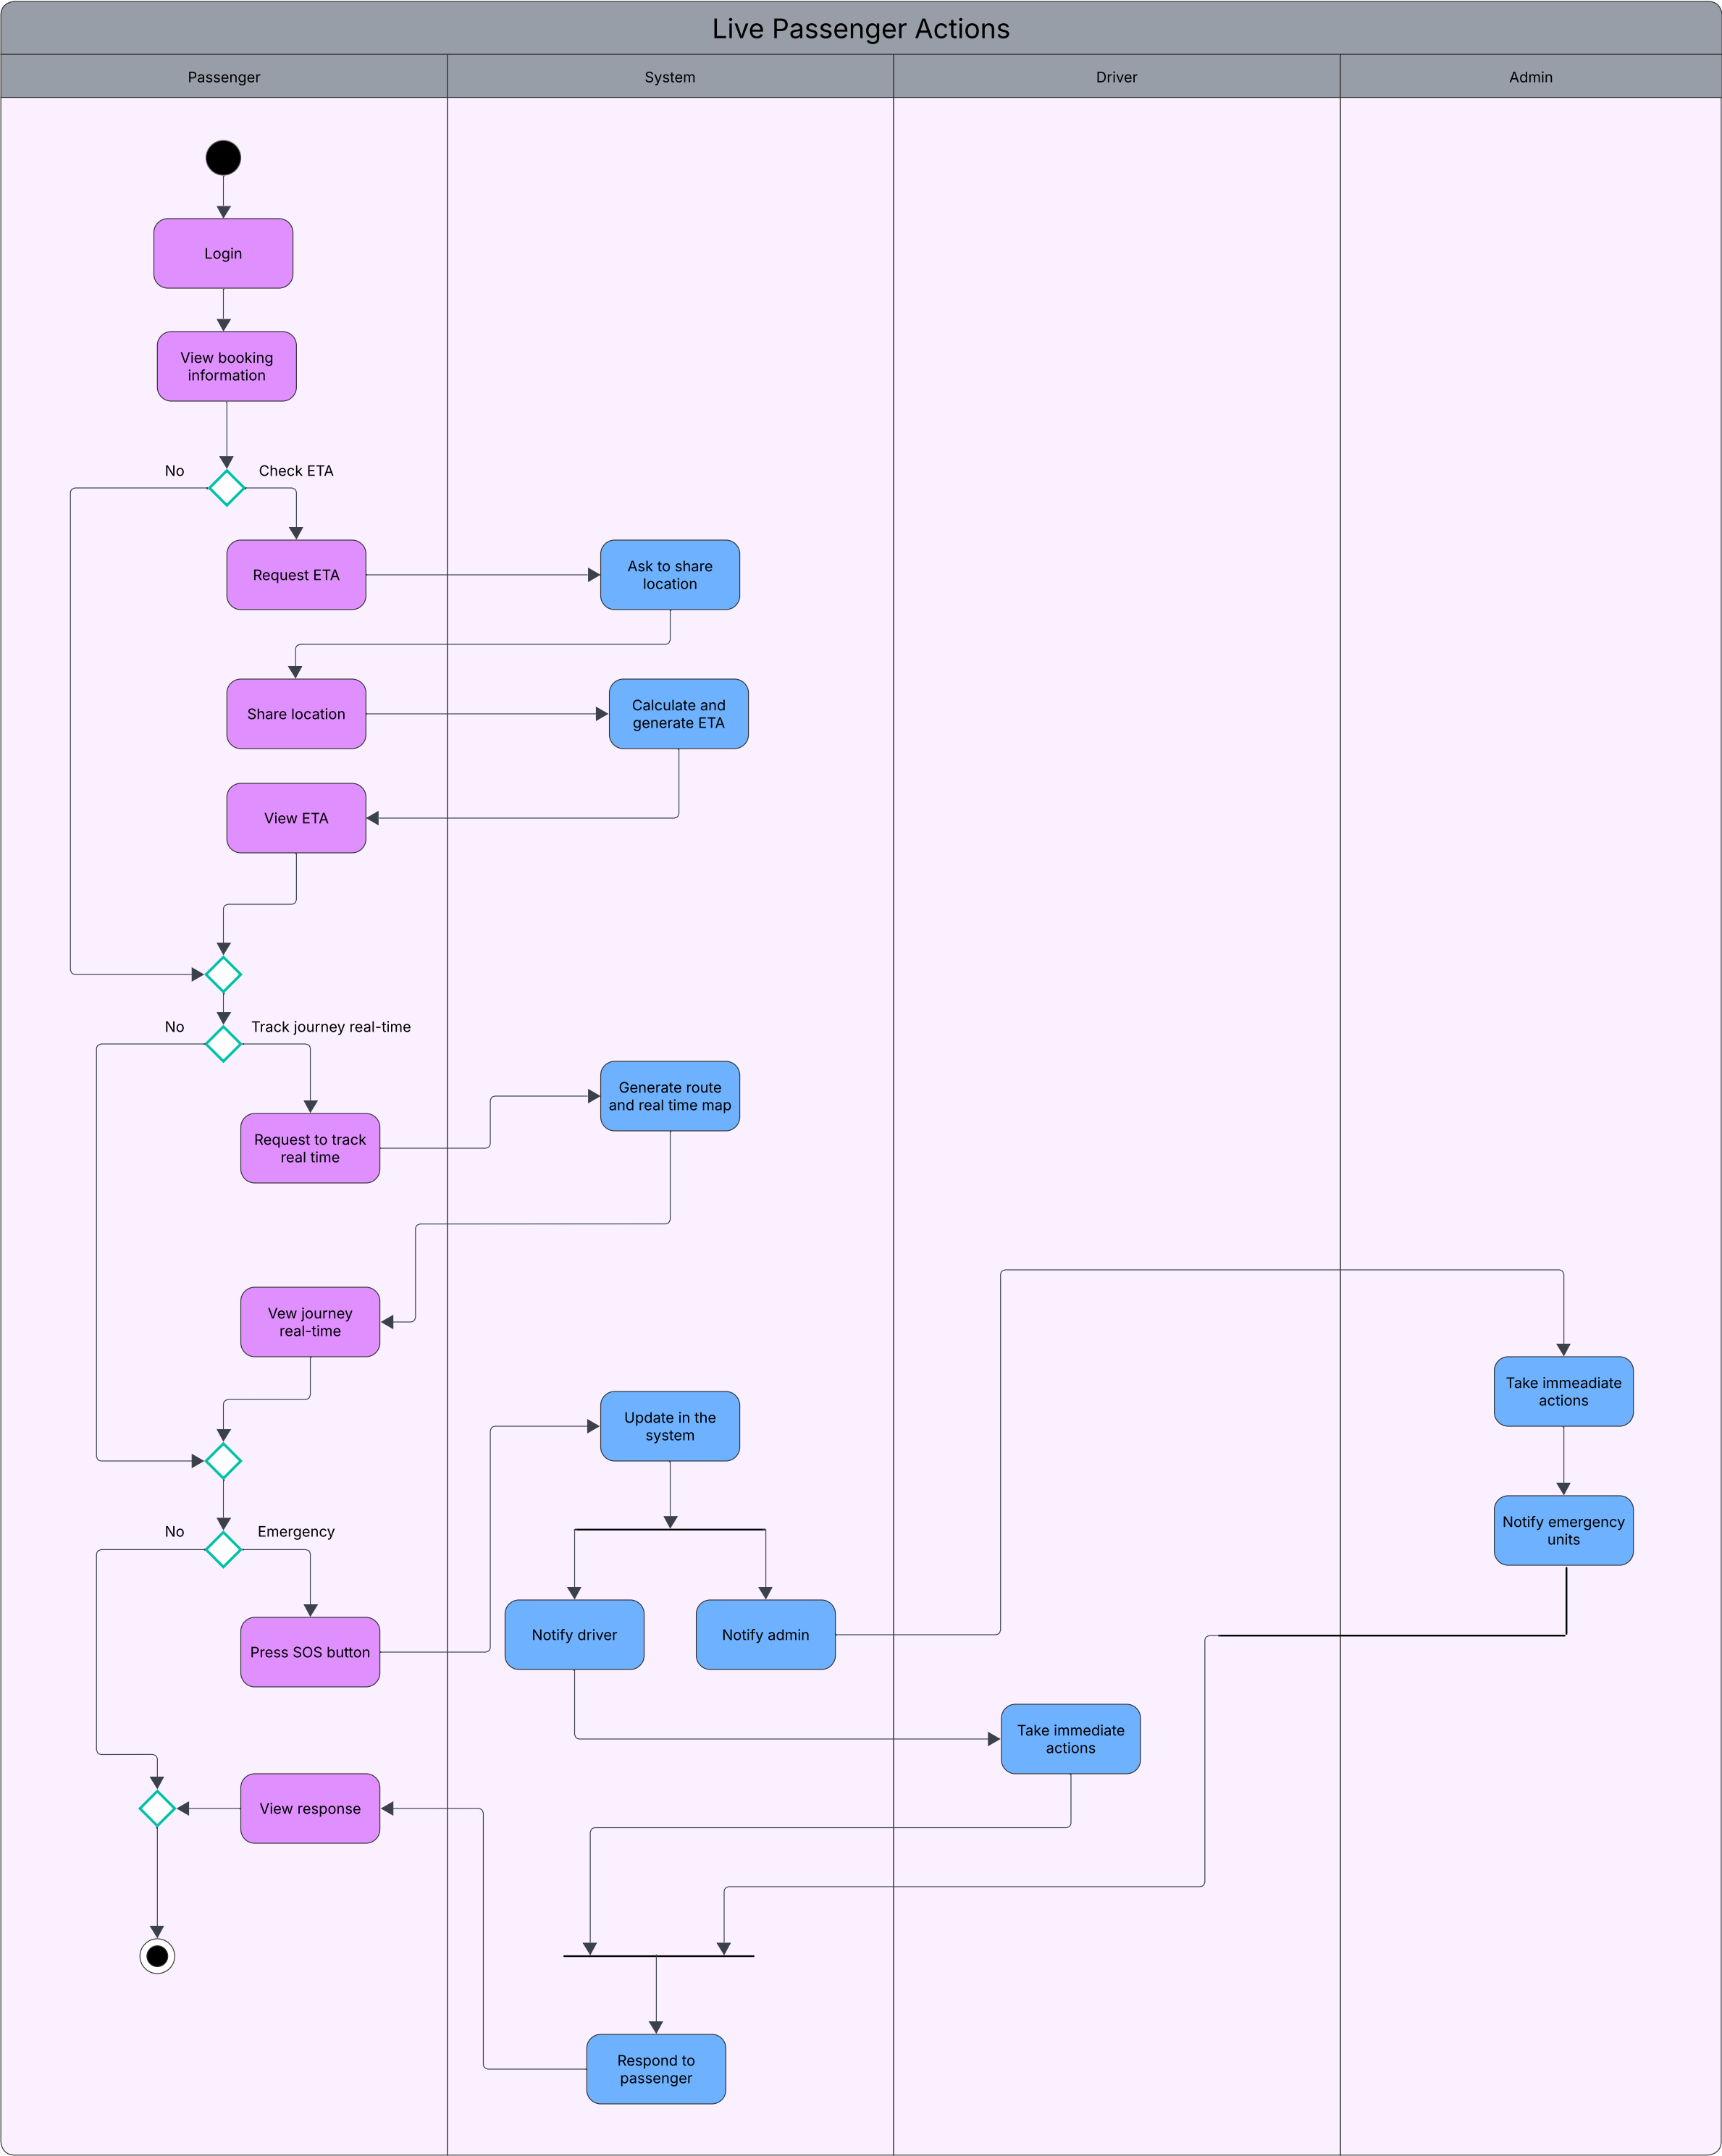 Live Passenger Actions
Passenger
System
Driver
Admin
Login
View booking
information
No
Check ETA
Request ETA
Ask to share
location
Share location
Calculate and
generate ETA
View ETA
No
Track journey real-time
Generate route
and real time map
Request to track
real time
Vew journey
real-time
Take immeadiate
actions
Update in the
system
Notify emergency
units
No
Emergency
Notify driver
Notify admin
Press SOS button
Take immediate
actions
View response
Respond to
passenger